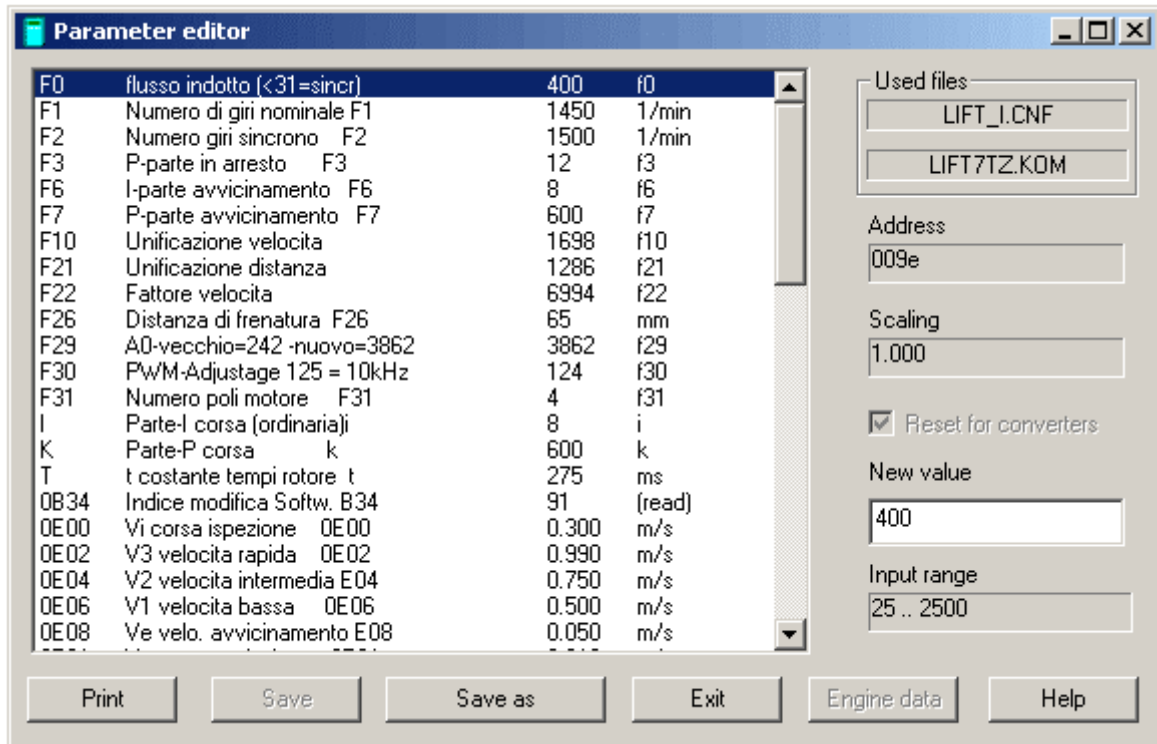 Parameter editor
F0 flusso indotto (<31=sincr) 400 f0
F1 Numero di giri nominale F1 1450 1/min
F2 Numero giri sincrono F2 1500 1/min
F3 P-parte in arresto F3 12 f3
F6 I-parte avvicinamento F6 8 f6
F7 P-parte avvicinamento F7 600 f7
F10 Unificazione velocita 1698 f10
F21 Unificazione distanza 1286 f21
F22 Fattore velocita 6994 f22
F26 Distanza di frenatura F26 65 mm
F29 A0-vecchio=242 -nuovo=3862 3862 f29
F30 PWM-Adjustage 125 = 10kHz 124 f30
F31 Numero poli motore F31 4 f31
I Parte-I corsa (ordinaria)i 8 i
K Parte-P corsa k 600 k
T t costante tempi rotore t 275 ms
0B34 Indice modifica Softw. B34 91 (read)
0E00 Vi corsa ispezione 0E00 0.300 m/s
0E02 V3 velocita rapida 0E02 0.990 m/s
0E04 V2 velocita intermedia E04 0.750 m/s
0E06 V1 velocita bassa 0E06 0.500 m/s
0E08 Ve velo. avvicinamento E08 0.050 m/s
Used files
LIFT_I.CNF
LIFT7TZ.KOM
Address
009e
Scaling
1.000
Reset for converters
New value
400
Input range
25 .. 2500
Print Save Save as Exit Engine data Help